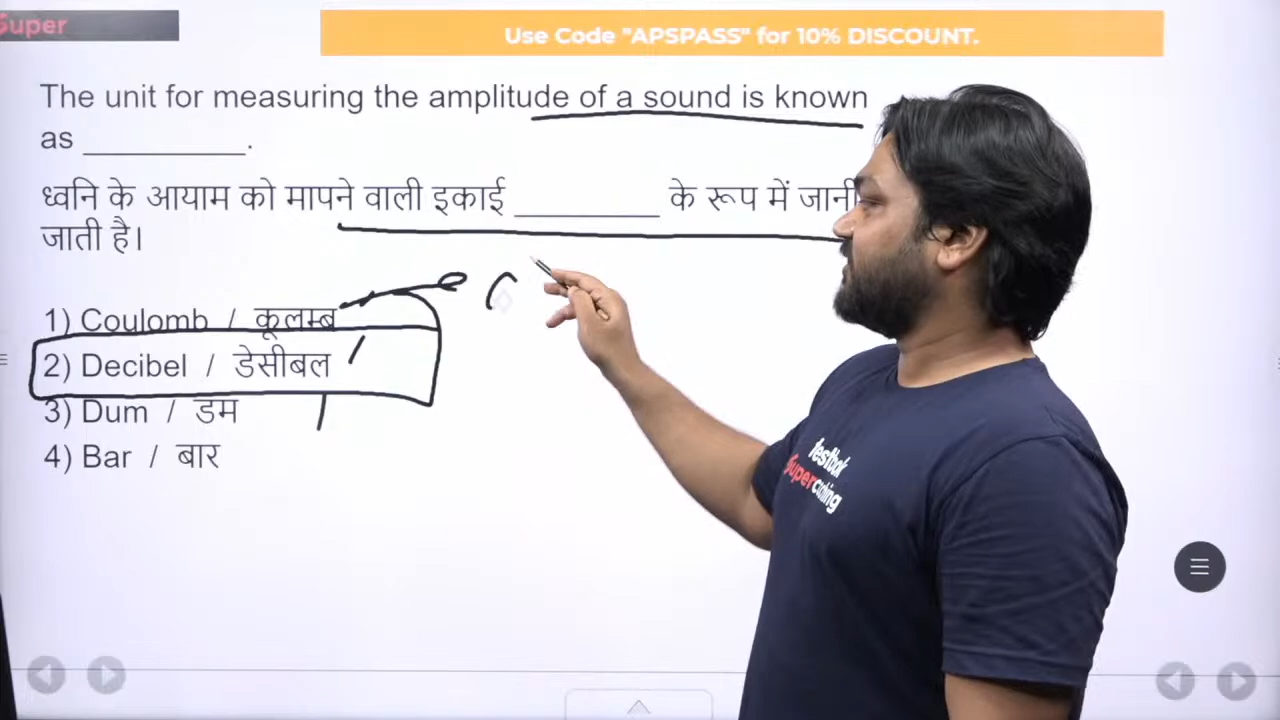 Super
Use Code "APSPASS" for 10% DISCOUNT.
The unit for measuring the amplitude of a sound is known
as __________.
ध्वनि के आयाम को मापने वाली इकाई _________ के रूप में जानी
जाती है।
1) Coulomb / कूलम्ब
2) Decibel / डेसीबल
3) Dum / डम
4) Bar / बार
testbook
Supercoaching